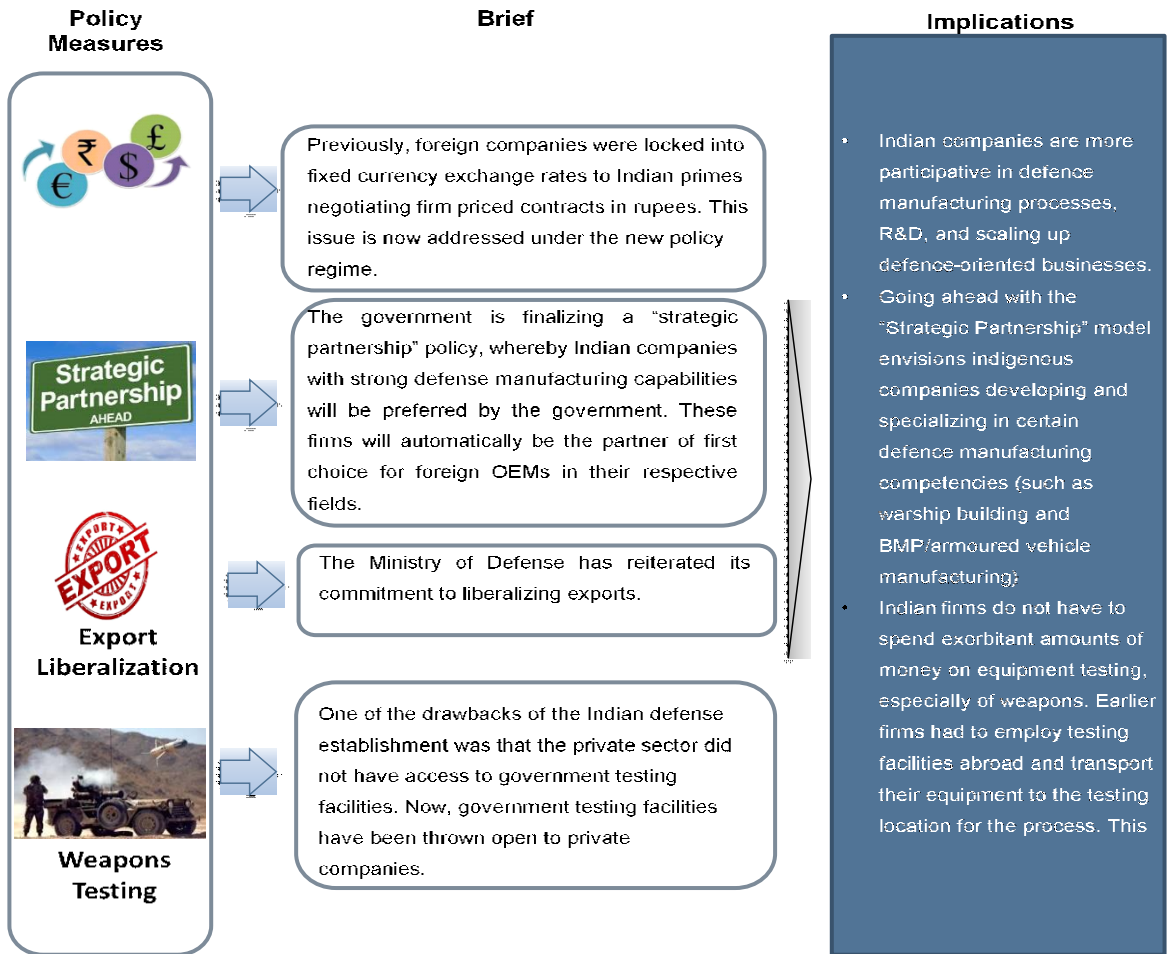 Policy
Measures
Brief
Implications
€
₹
$
£
Previously, foreign companies were locked into
fixed currency exchange rates to Indian primes
negotiating firm priced contracts in rupees. This
issue is now addressed under the new policy
regime.
Strategic
Partnership
AHEAD
The government is finalizing a “strategic
partnership” policy, whereby Indian companies
with strong defense manufacturing capabilities
will be preferred by the government. These
firms will automatically be the partner of first
choice for foreign OEMs in their respective
fields.
EXPORT
EXPORT
EXPORT
Export
Liberalization
The Ministry of Defense has reiterated its
commitment to liberalizing exports.
Weapons
Testing
One of the drawbacks of the Indian defense
establishment was that the private sector did
not have access to government testing
facilities. Now, government testing facilities
have been thrown open to private
companies.
• Indian companies are more
participative in defence
manufacturing processes,
R&D, and scaling up
defence-oriented businesses.
• Going ahead with the
“Strategic Partnership” model
envisions indigenous
companies developing and
specializing in certain
defence manufacturing
competencies (such as
warship building and
BMP/armoured vehicle
manufacturing)
• Indian firms do not have to
spend exorbitant amounts of
money on equipment testing,
especially of weapons. Earlier
firms had to employ testing
facilities abroad and transport
their equipment to the testing
location for the process. This